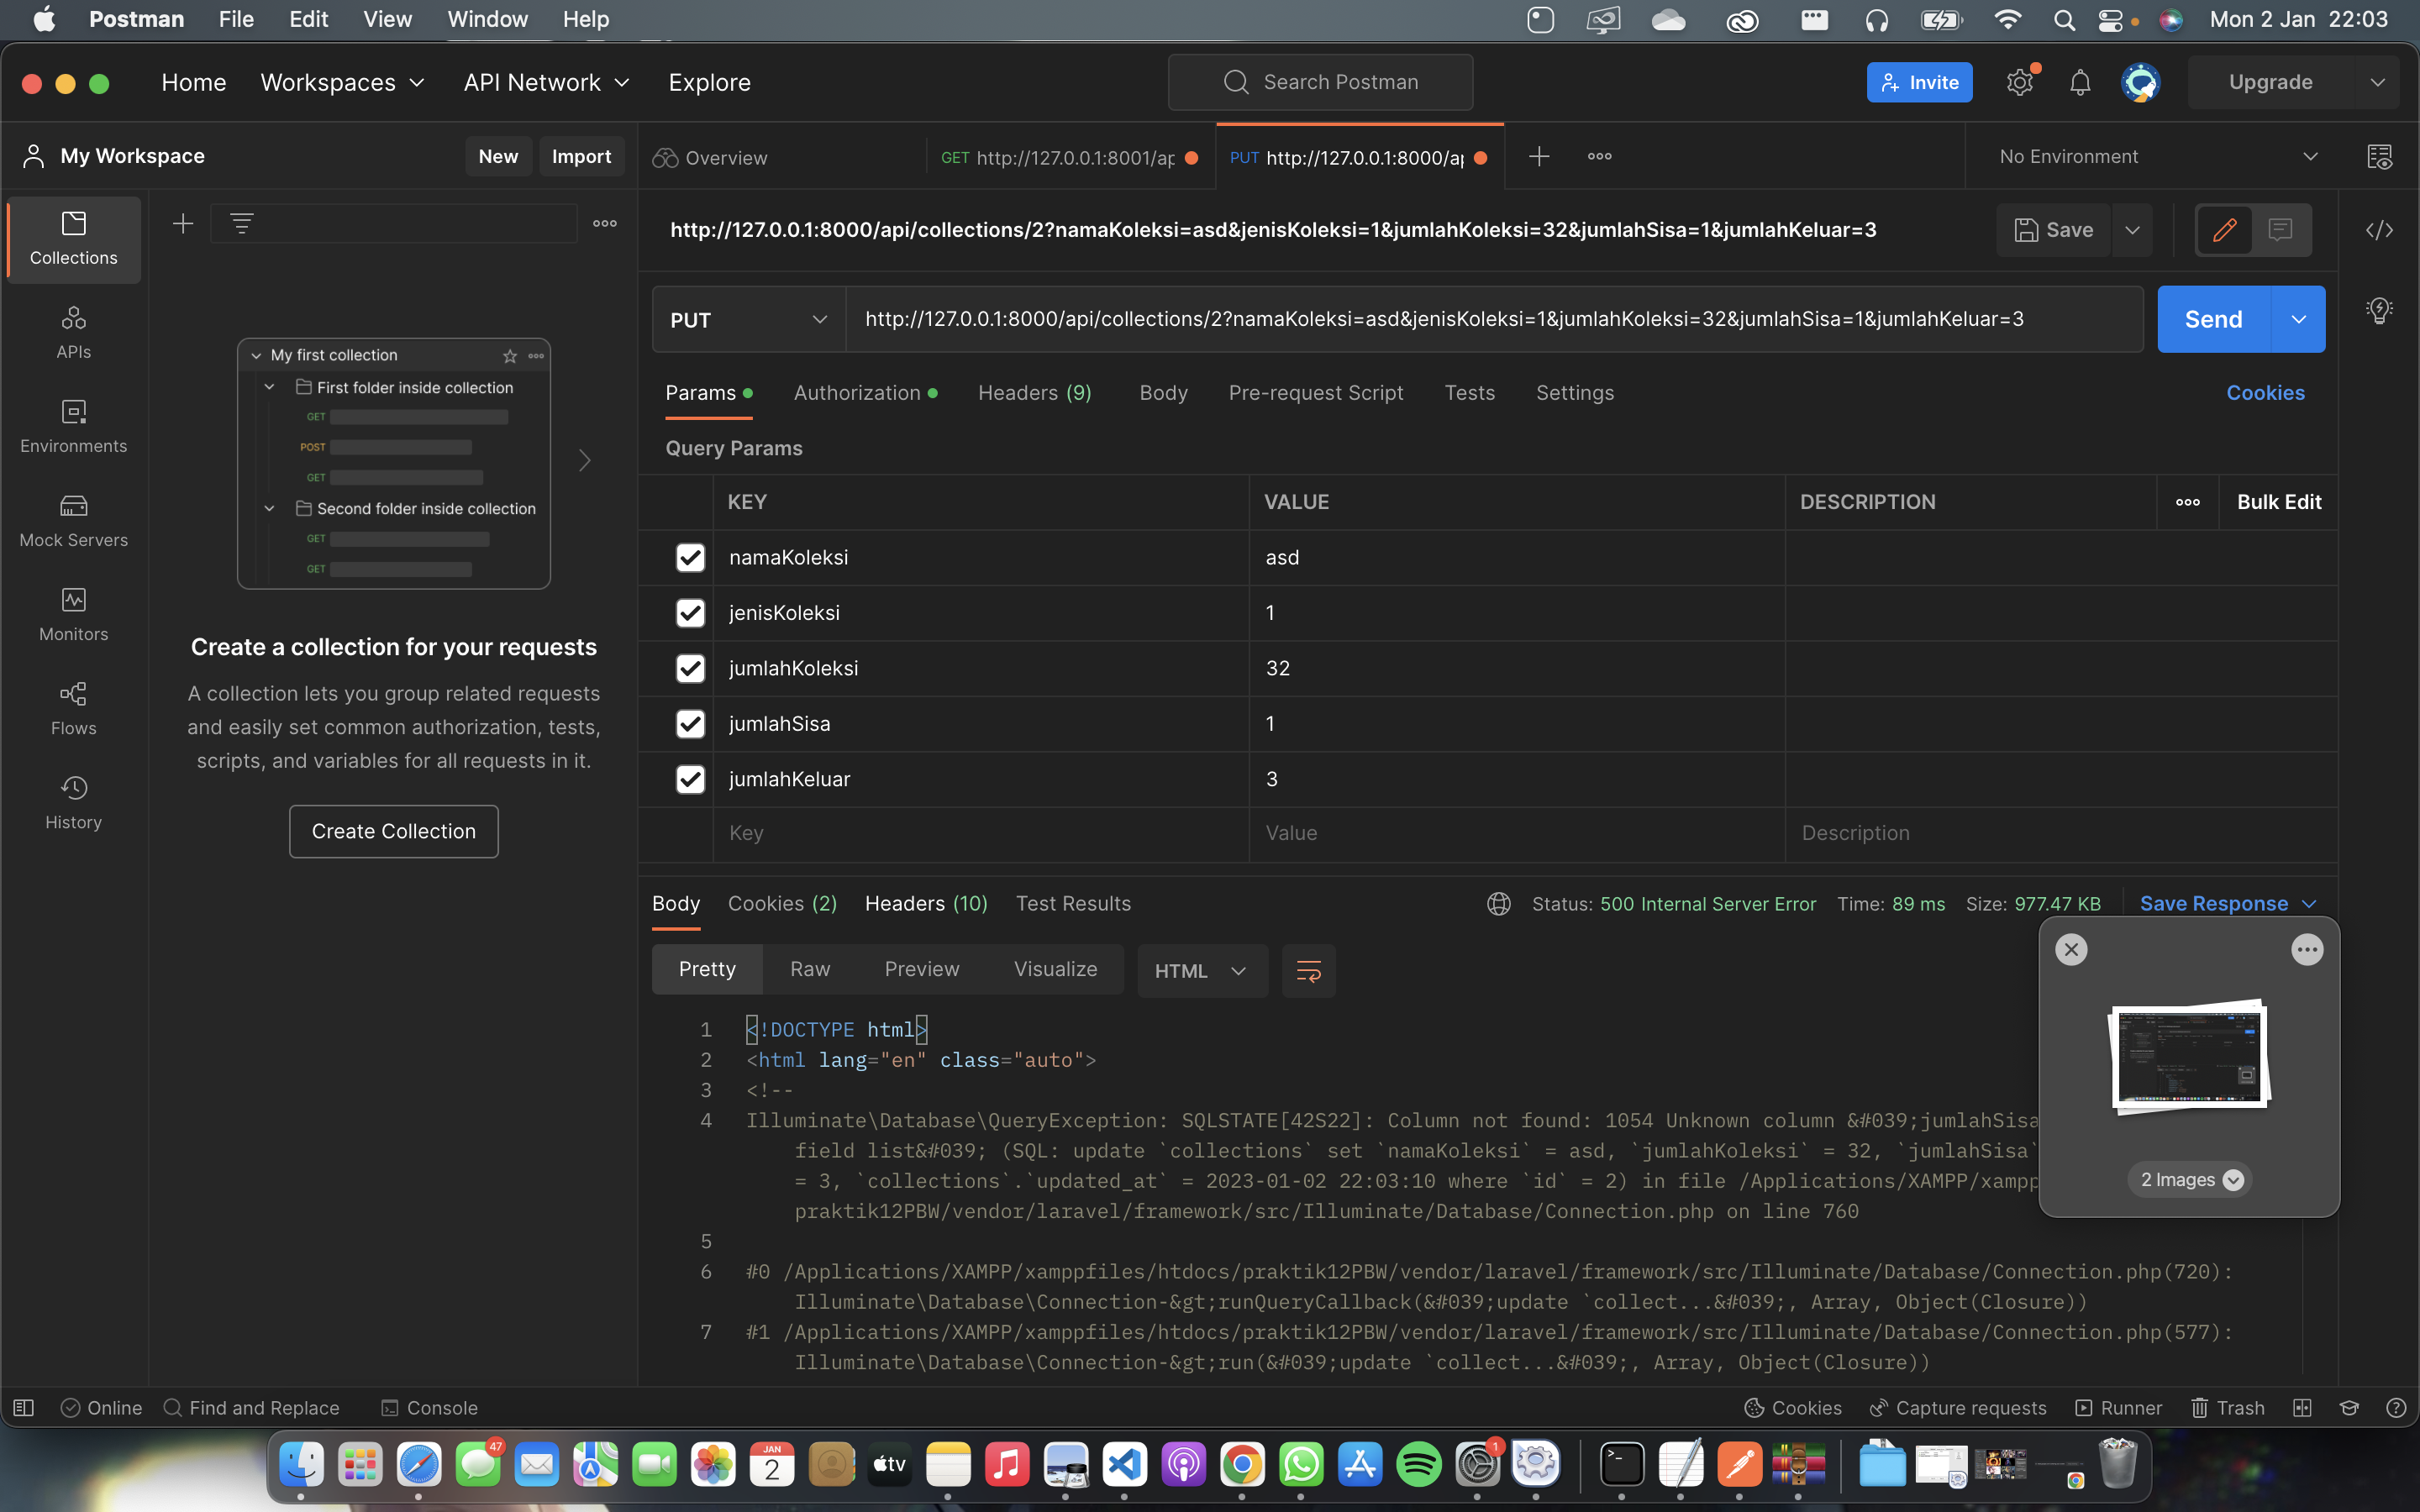 Postman File Edit View Window Help Mon 2 Jan 22:03
Home Workspaces API Network Explore Search Postman Invite Upgrade
My Workspace New Import Overview GET http://127.0.0.1:8001/ap PUT http://127.0.0.1:8000/ap No Environment
Collections
APIs
Environments
Mock Servers
Monitors
Flows
History
My first collection
First folder inside collection
GET
POST
GET
Second folder inside collection
GET
GET
Create a collection for your requests
A collection lets you group related requests
and easily set common authorization, tests,
scripts, and variables for all requests in it.
Create Collection
http://127.0.0.1:8000/api/collections/2?namaKoleksi=asd&jenisKoleksi=1&jumlahKoleksi=32&jumlahSisa=1&jumlahKeluar=3 Save
PUT http://127.0.0.1:8000/api/collections/2?namaKoleksi=asd&jenisKoleksi=1&jumlahKoleksi=32&jumlahSisa=1&jumlahKeluar=3 Send
Params Authorization Headers (9) Body Pre-request Script Tests Settings Cookies
Query Params
KEY VALUE DESCRIPTION Bulk Edit
namaKoleksi asd
jenisKoleksi 1
jumlahKoleksi 32
jumlahSisa 1
jumlahKeluar 3
Key Value Description
Body Cookies (2) Headers (10) Test Results Status: 500 Internal Server Error Time: 89 ms Size: 977.47 KB Save Response
Pretty Raw Preview Visualize HTML
1 <!DOCTYPE html>
2 <html lang="en" class="auto">
3 <!--
4 Illuminate\Database\QueryException: SQLSTATE[42S22]: Column not found: 1054 Unknown column &#039;jumlahSisa
field list&#039; (SQL: update `collections` set `namaKoleksi` = asd, `jumlahKoleksi` = 32, `jumlahSisa`
= 3, `collections`.`updated_at` = 2023-01-02 22:03:10 where `id` = 2) in file /Applications/XAMPP/xampp
praktik12PBW/vendor/laravel/framework/src/Illuminate/Database/Connection.php on line 760
5
6 #0 /Applications/XAMPP/xamppfiles/htdocs/praktik12PBW/vendor/laravel/framework/src/Illuminate/Database/Connection.php(720):
Illuminate\Database\Connection-&gt;runQueryCallback(&#039;update `collect...&#039;, Array, Object(Closure))
7 #1 /Applications/XAMPP/xamppfiles/htdocs/praktik12PBW/vendor/laravel/framework/src/Illuminate/Database/Connection.php(577):
Illuminate\Database\Connection-&gt;run(&#039;update `collect...&#039;, Array, Object(Closure))
2 Images
Online Find and Replace Console Cookies Capture requests Runner Trash
47
JAN
2
tv
1